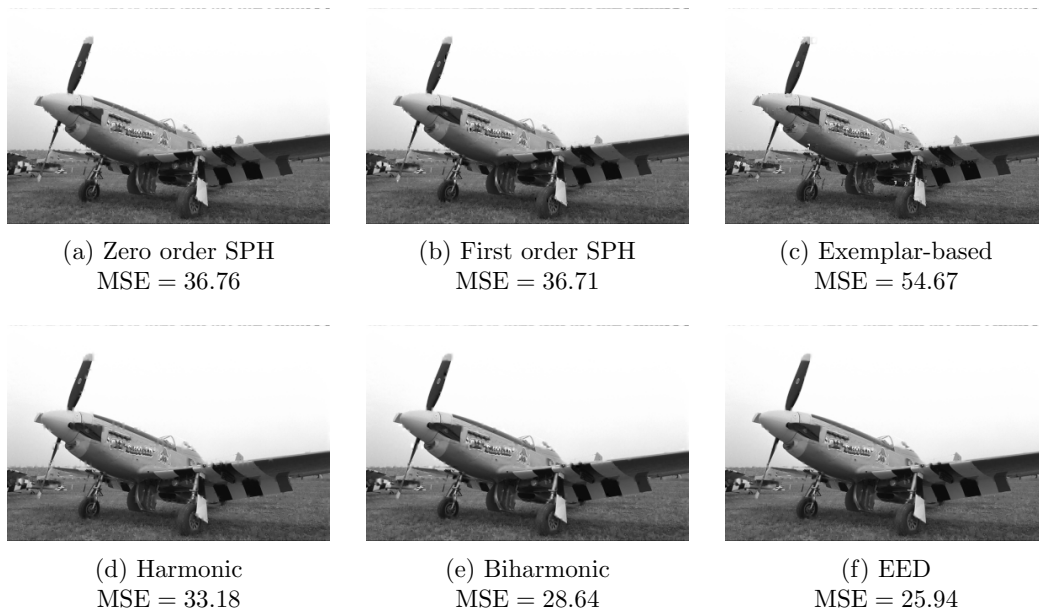 (a) Zero order SPH
MSE = 36.76
(b) First order SPH
MSE = 36.71
(c) Exemplar-based
MSE = 54.67
(d) Harmonic
MSE = 33.18
(e) Biharmonic
MSE = 28.64
(f) EED
MSE = 25.94